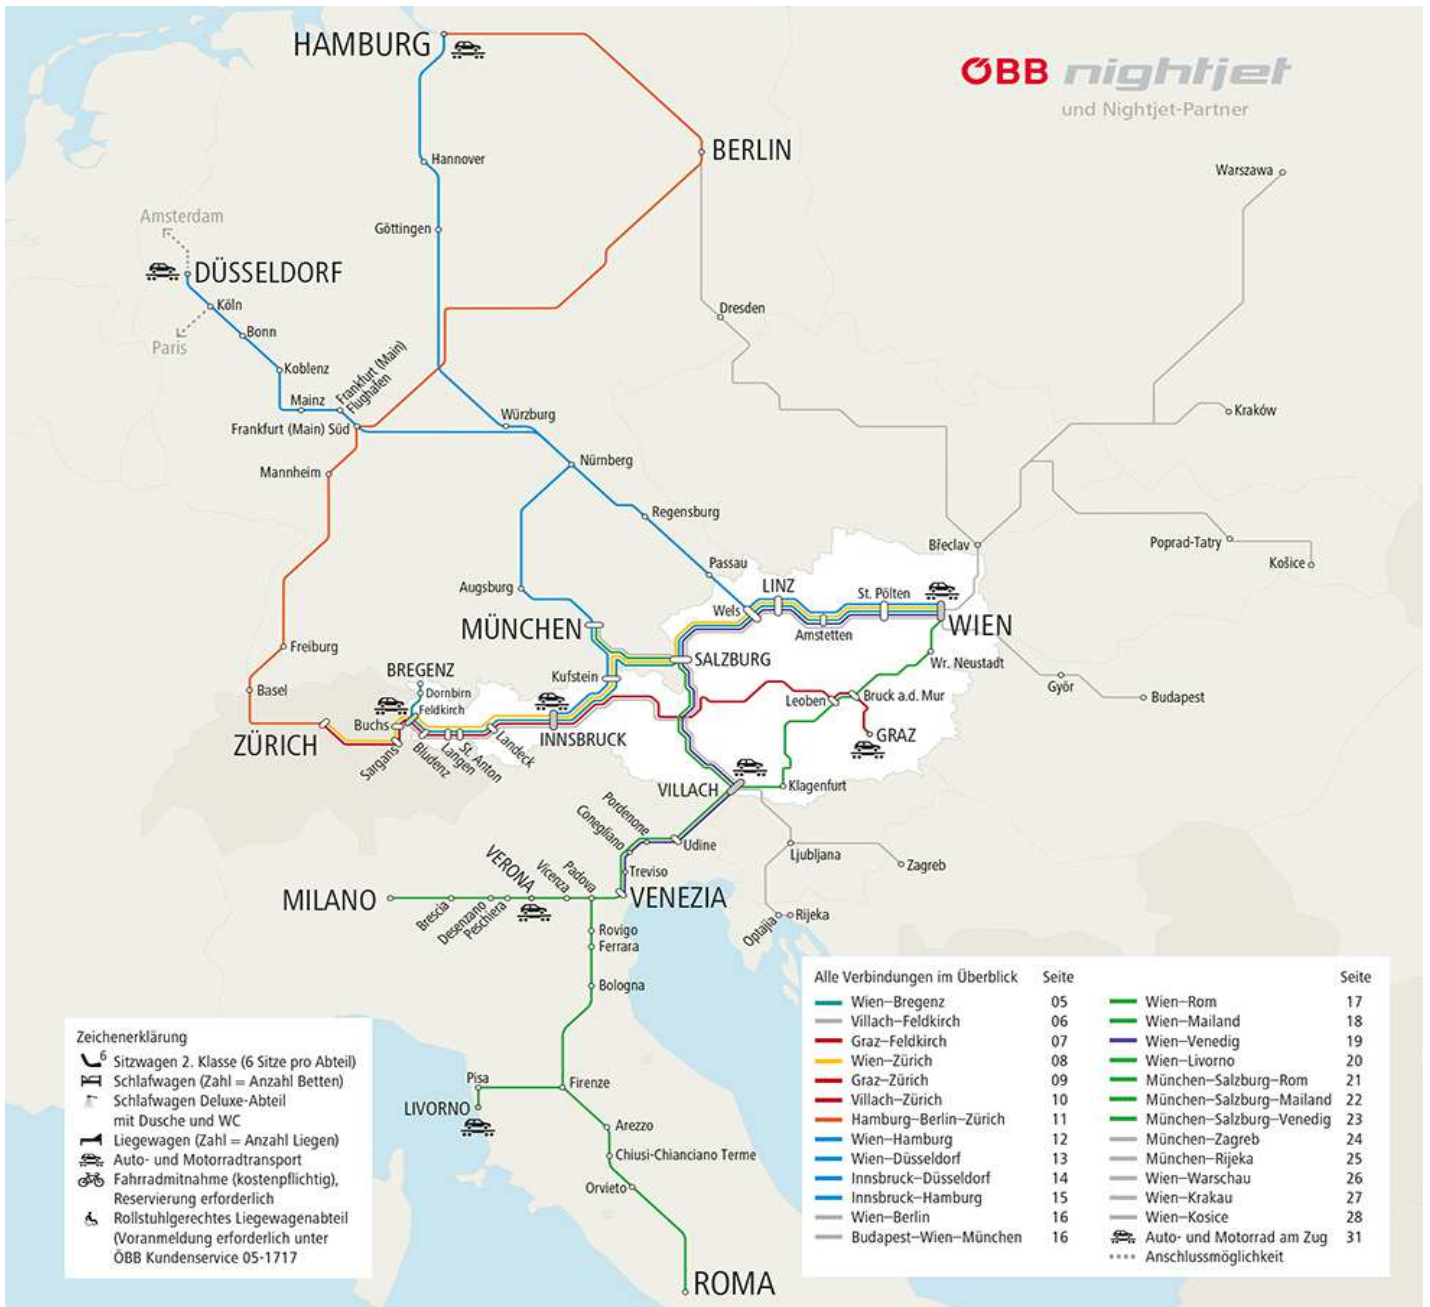 HAMBURG
ÖBB nightjet
und Nightjet-Partner
BERLIN
Hannover
Warszawa
Amsterdam
Göttingen
DÜSSELDORF
Köln
Dresden
Bonn
Paris
Koblenz
Frankfurt (Main)
Flughafen
Mainz
Kraków
Würzburg
Frankfurt (Main) Süd
Nürnberg
Mannheim
Regensburg
Břeclav
Poprad-Tatry
Košice
Passau
Augsburg
LINZ
St. Pölten
Wels
MÜNCHEN
Amstetten
WIEN
Freiburg
SALZBURG
Wr. Neustadt
BREGENZ
Kufstein
Basel
Dornbirn
Györ
Budapest
Leoben
Bruck a.d. Mur
Feldkirch
Buchs
ZÜRICH
INNSBRUCK
GRAZ
Sargans
Bludenz
Langen
St. Anton
Landeck
VILLACH
Klagenfurt
Pordenone
Conegliano
Udine
Ljubljana
Zagreb
VERONA
Vicenza
Padova
Treviso
MILANO
VENEZIA
Brescia
Desenzano
Peschiera
Optajia
Rijeka
Rovigo
Ferrara
Bologna
Pisa
Firenze
LIVORNO
Arezzo
Chiusi-Chianciano Terme
Orvieto
ROMA
Zeichenerklärung
6 Sitzwagen 2. Klasse (6 Sitze pro Abteil)
Schlafwagen (Zahl = Anzahl Betten)
Schlafwagen Deluxe-Abteil
mit Dusche und WC
Liegewagen (Zahl = Anzahl Liegen)
Auto- und Motorradtransport
Fahrradmitnahme (kostenpflichtig),
Reservierung erforderlich
Rollstuhlgerechtes Liegewagenabteil
(Voranmeldung erforderlich unter
ÖBB Kundenservice 05-1717
Alle Verbindungen im Überblick Seite
Wien–Bregenz 05
Villach–Feldkirch 06
Graz–Feldkirch 07
Wien–Zürich 08
Graz–Zürich 09
Villach–Zürich 10
Hamburg–Berlin–Zürich 11
Wien–Hamburg 12
Wien–Düsseldorf 13
Innsbruck–Düsseldorf 14
Innsbruck–Hamburg 15
Wien–Berlin 16
Budapest–Wien–München 16
Seite
Wien–Rom 17
Wien–Mailand 18
Wien–Venedig 19
Wien–Livorno 20
München–Salzburg–Rom 21
München–Salzburg–Mailand 22
München–Salzburg–Venedig 23
München–Zagreb 24
München–Rijeka 25
Wien–Warschau 26
Wien–Krakau 27
Wien–Kosice 28
Auto- und Motorrad am Zug 31
Anschlussmöglichkeit